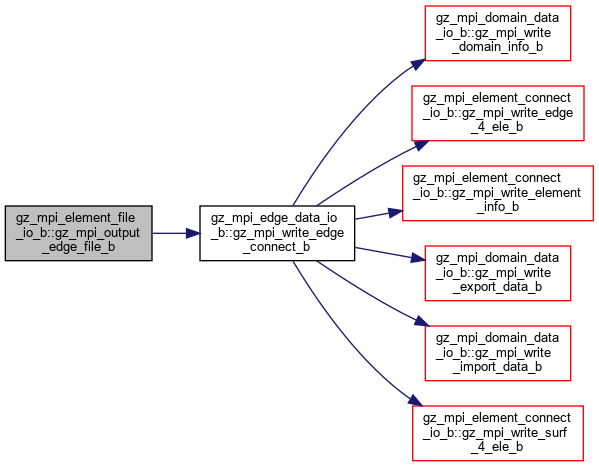 gz_mpi_element_file
_io_b::gz_mpi_output
_edge_file_b
gz_mpi_edge_data_io
_b::gz_mpi_write_edge
_connect_b
gz_mpi_domain_data
_io_b::gz_mpi_write
_domain_info_b
gz_mpi_element_connect
_io_b::gz_mpi_write_edge
_4_ele_b
gz_mpi_element_connect
_io_b::gz_mpi_write_element
_info_b
gz_mpi_domain_data
_io_b::gz_mpi_write
_export_data_b
gz_mpi_domain_data
_io_b::gz_mpi_write
_import_data_b
gz_mpi_element_connect
_io_b::gz_mpi_write_surf
_4_ele_b